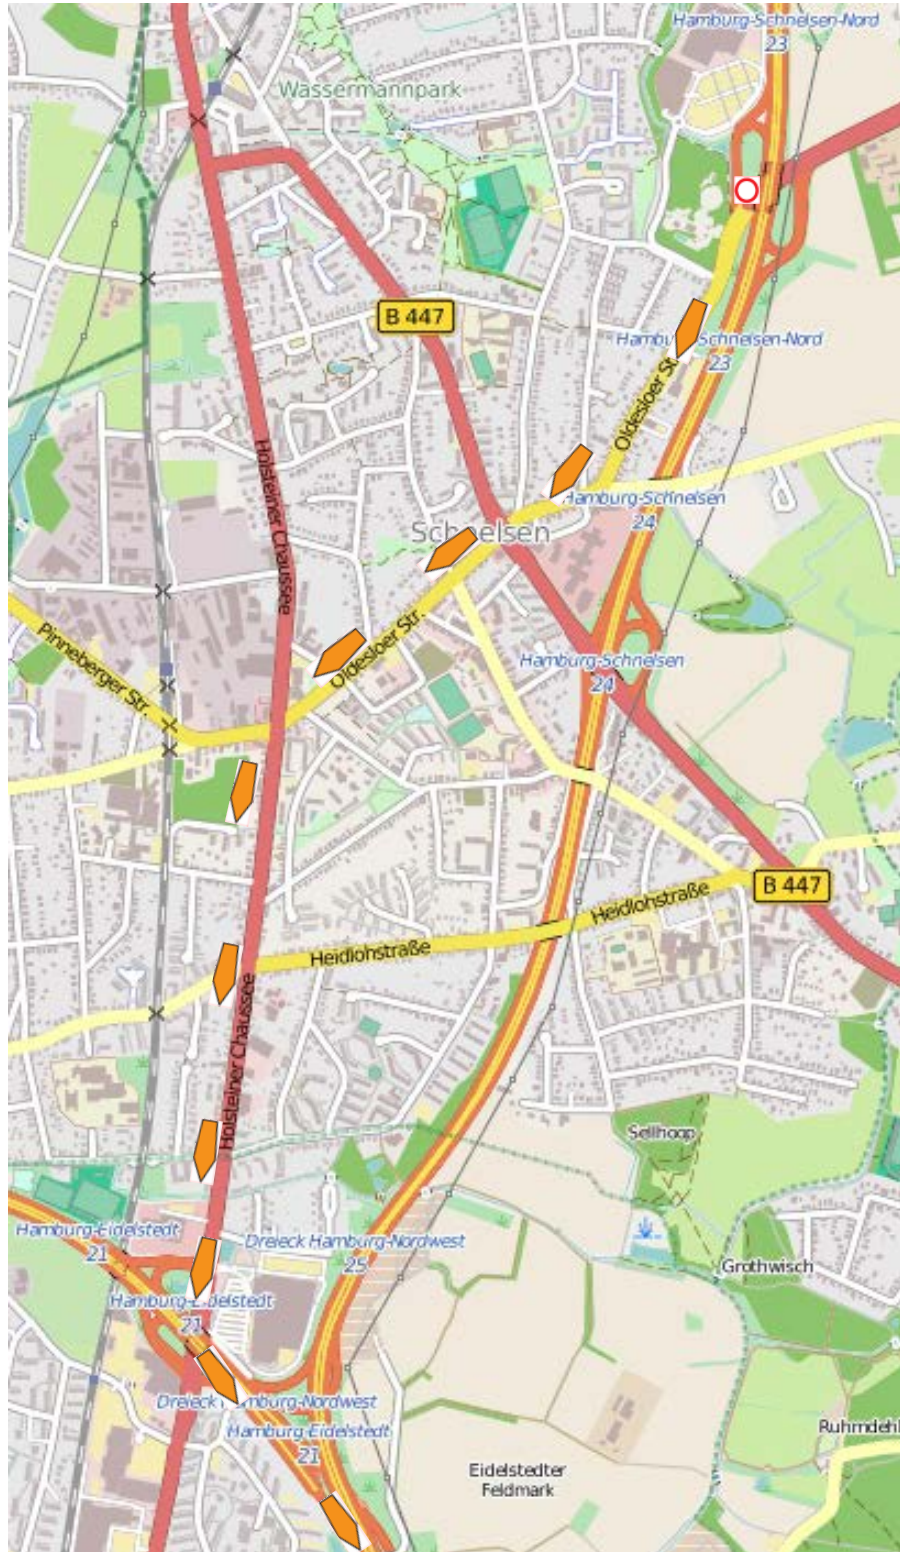 Hamburg-Schnelsen-Nord
23
Wassermannpark
B 447
Hamburg-Schnelsen-Nord
23
Oldesloer St
Holsteiner Chaussee
Hamburg-Schnelsen
24
Schnelsen
Oldesloer Str.
Pinneberger Str.
Hamburg-Schnelsen
24
B 447
Heidlohstraße
Heidlohstraße
Holsteiner Chaussee
Sellhoop
Hamburg-Eidelstedt
21
Dreieck Hamburg-Nordwest
25
Grothwisch
Hamburg-Eidelstedt
21
Dreieck Hamburg-Nordwest
Hamburg-Eidelstedt
21
Ruhmdehl
Eidelstedter
Feldmark